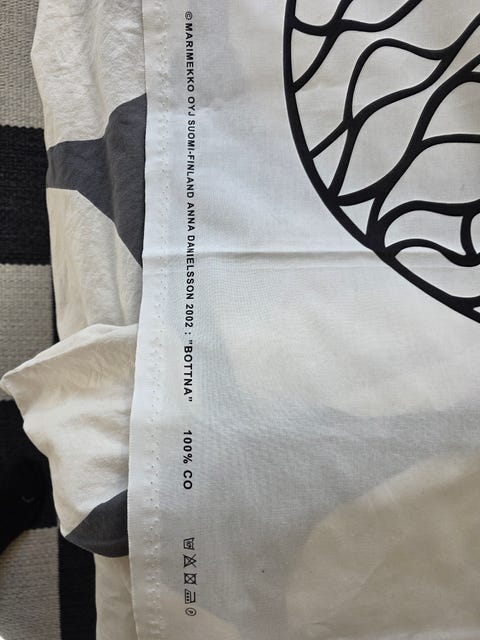 © MARIMEKKO OYJ SUOMI-FINLAND ANNA DANIELSSON 2002 : "BOTTNA" 100% CO